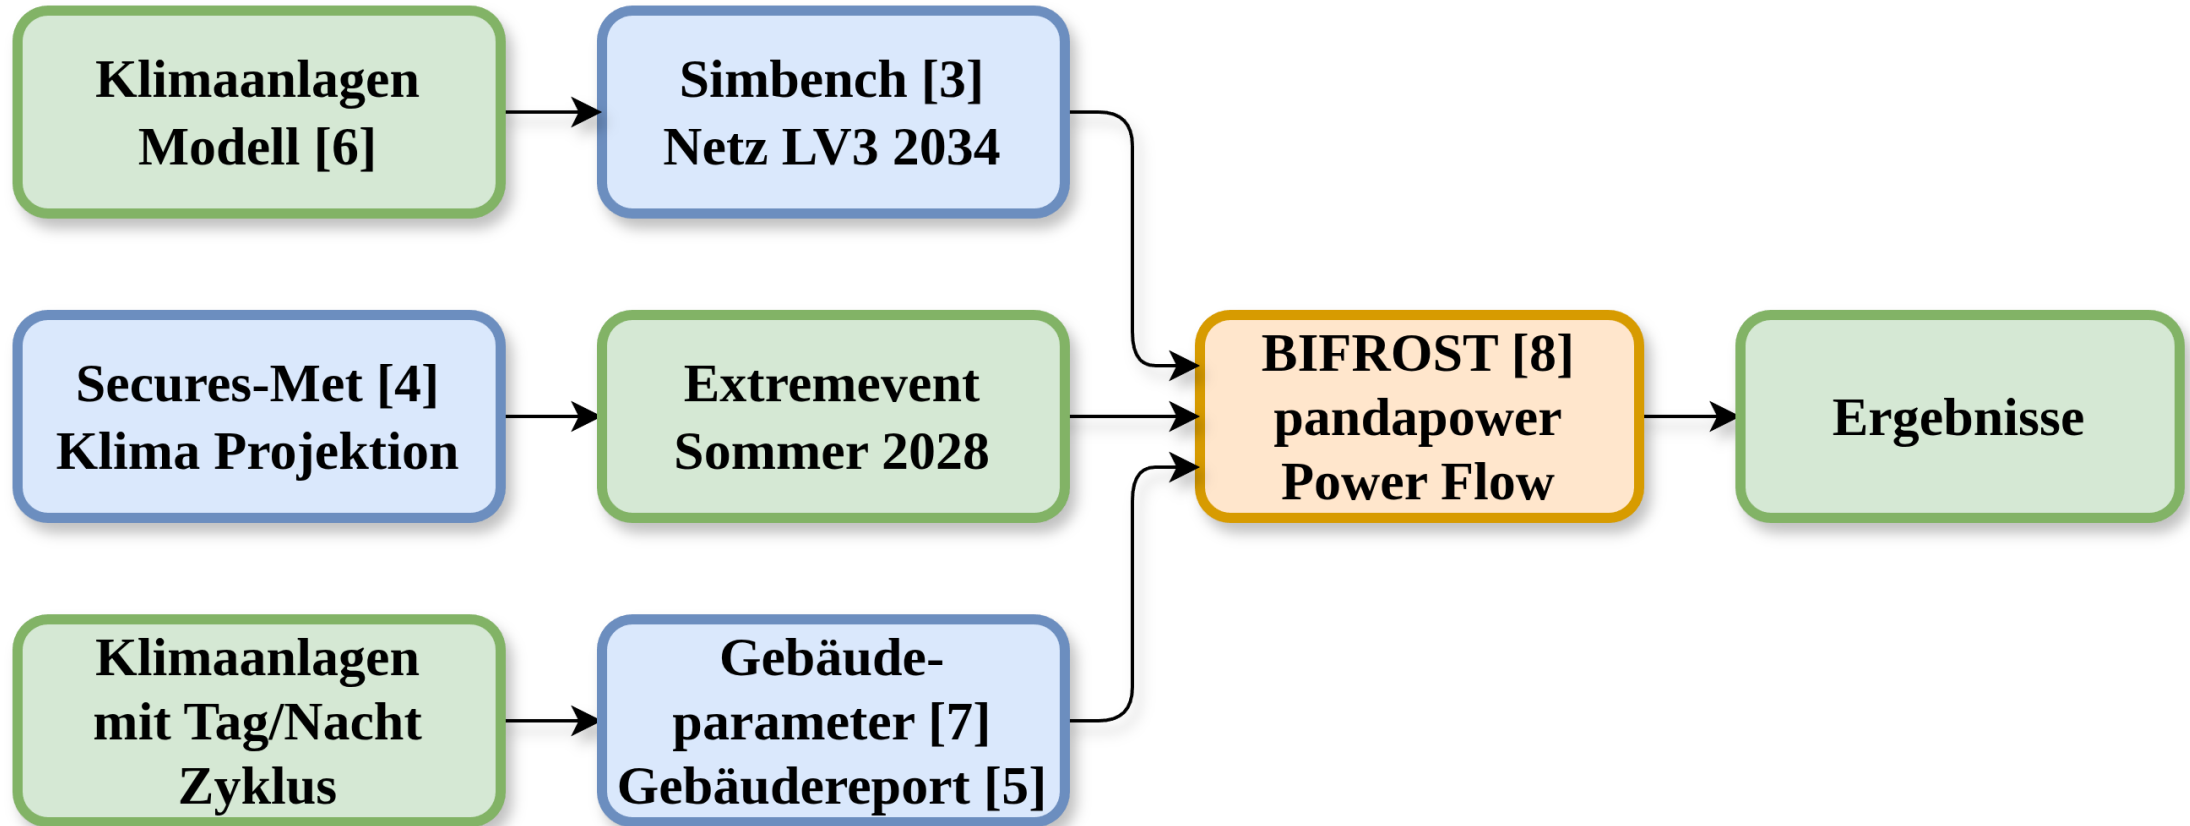 Klimaanlagen
Modell [6]
Simbench [3]
Netz LV3 2034
Secures-Met [4]
Klima Projektion
Extremevent
Sommer 2028
BIFROST [8]
pandapower
Power Flow
Ergebnisse
Klimaanlagen
mit Tag/Nacht
Zyklus
Gebäude-
parameter [7]
Gebäudereport [5]